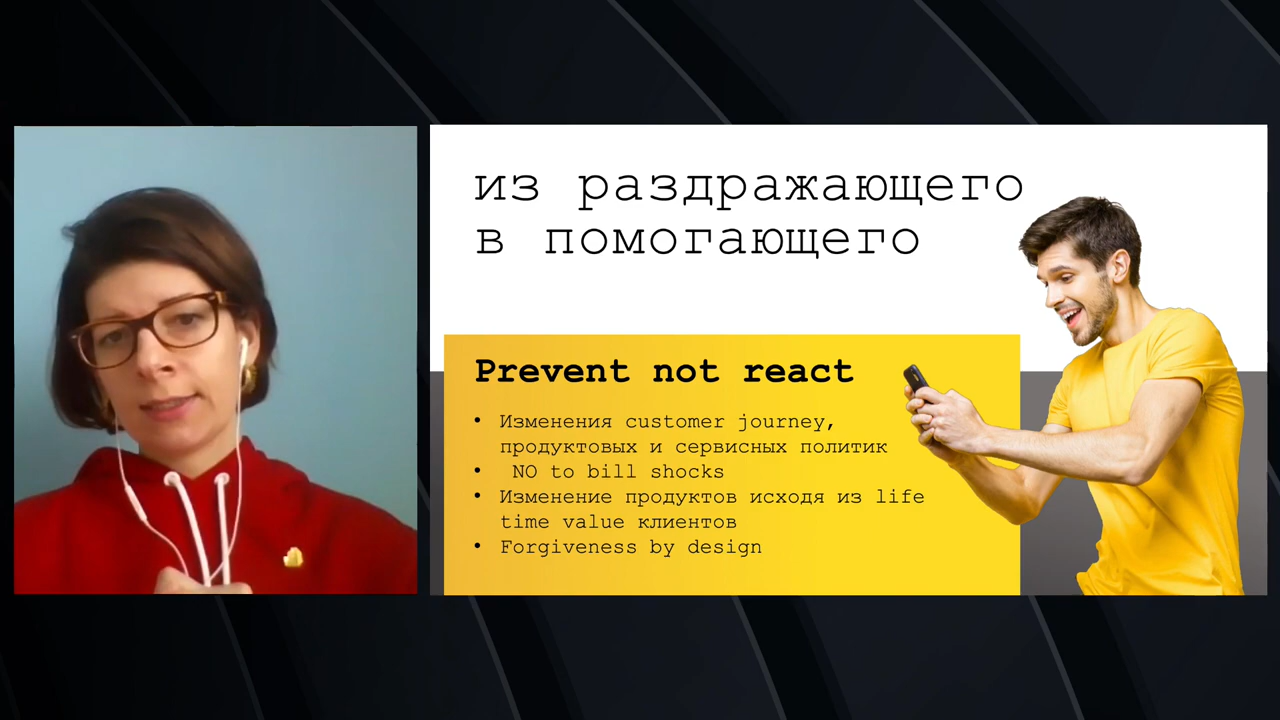 из раздражающего
в помогающего
Prevent not react
• Изменения customer journey,
продуктовых и сервисных политик
• NO to bill shocks
• Изменение продуктов исходя из life
time value клиентов
• Forgiveness by design